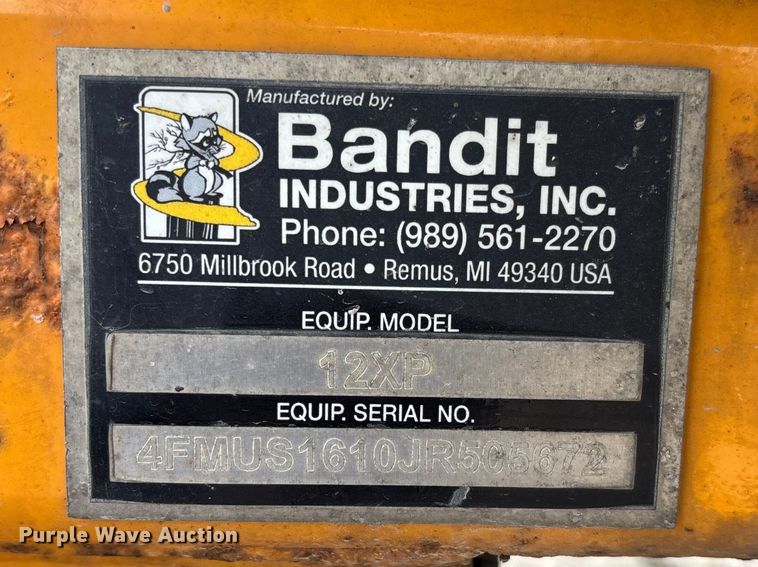 Manufactured by:
Bandit
INDUSTRIES, INC.
Phone: (989) 561-2270
6750 Millbrook Road • Remus, MI 49340 USA
EQUIP. MODEL
12XP
EQUIP. SERIAL NO.
4FMUS1610JR505672
Purple Wave Auction